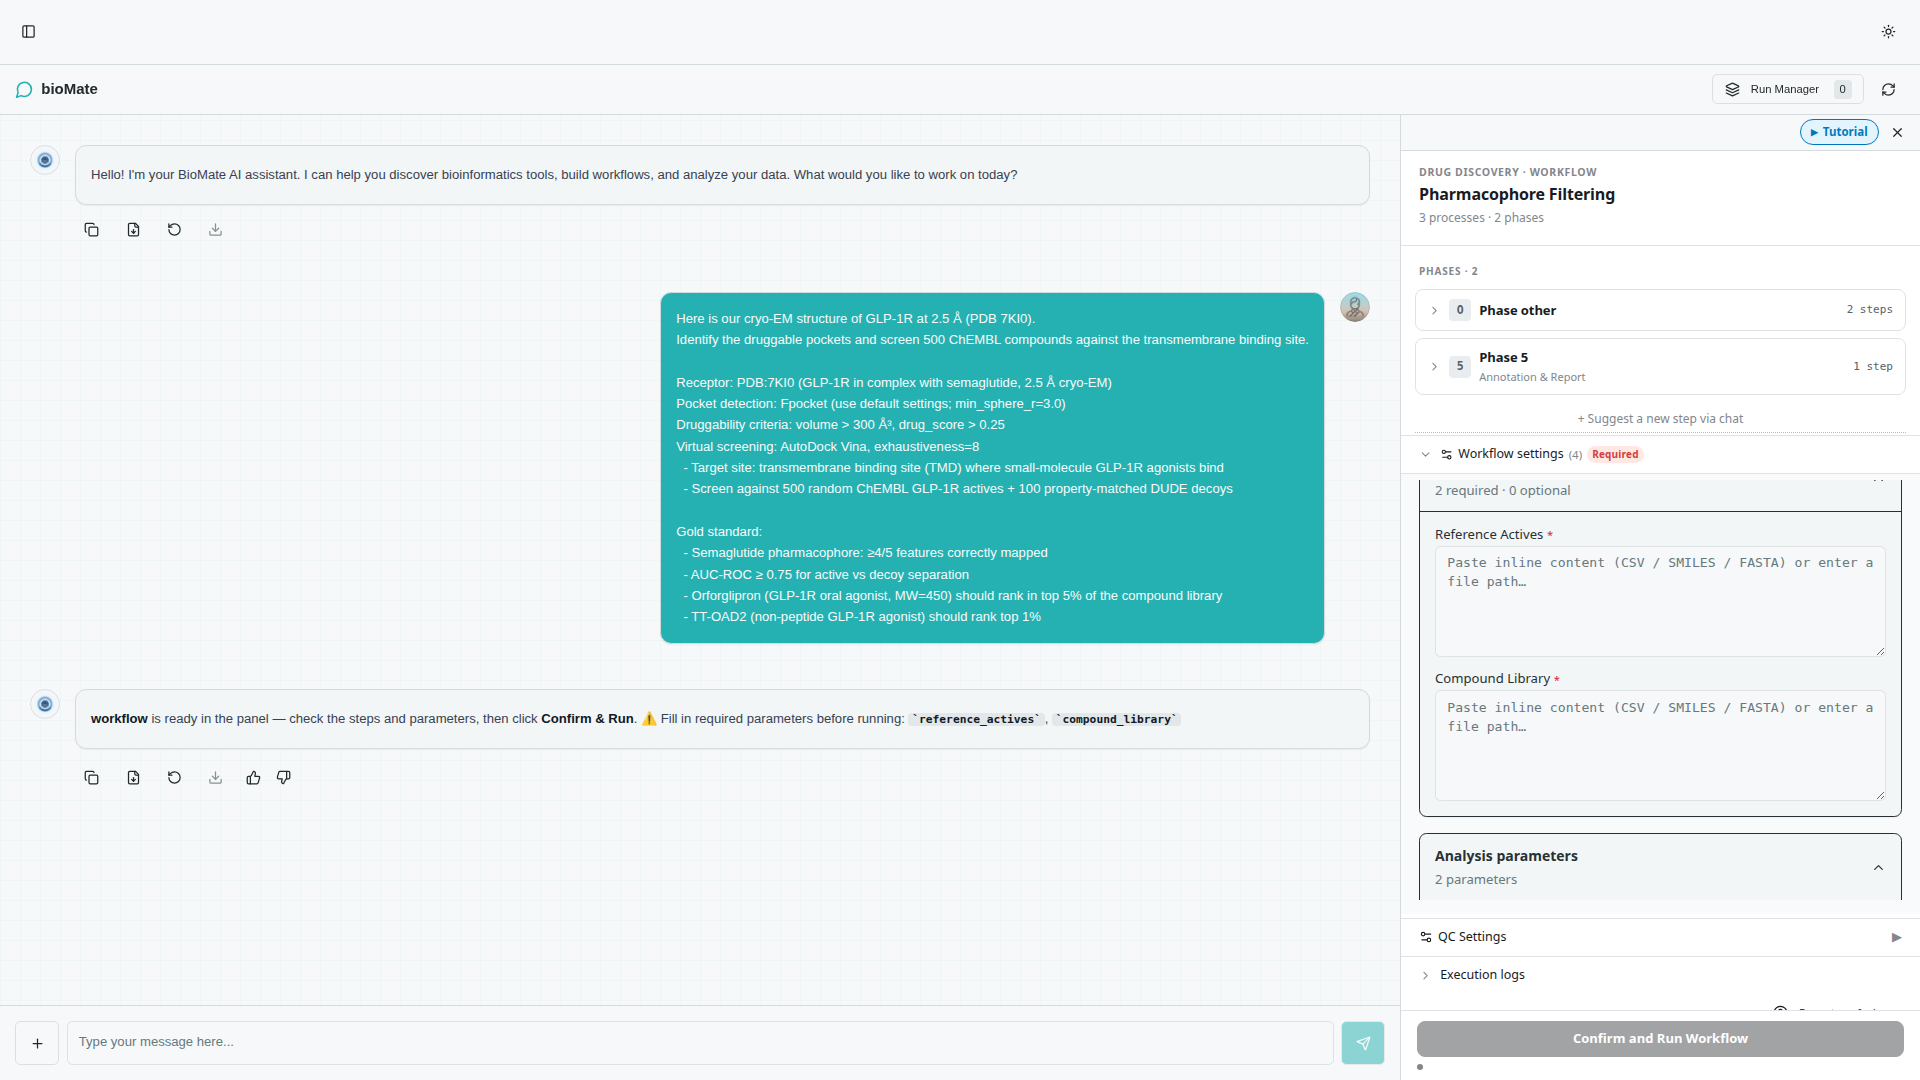 bioMate
Run Manager 0
Hello! I'm your BioMate AI assistant. I can help you discover bioinformatics tools, build workflows, and analyze your data. What would you like to work on today?
Here is our cryo-EM structure of GLP-1R at 2.5 Å (PDB 7KI0).
Identify the druggable pockets and screen 500 ChEMBL compounds against the transmembrane binding site.
Receptor: PDB:7KI0 (GLP-1R in complex with semaglutide, 2.5 Å cryo-EM)
Pocket detection: Fpocket (use default settings; min_sphere_r=3.0)
Druggability criteria: volume > 300 Å³, drug_score > 0.25
Virtual screening: AutoDock Vina, exhaustiveness=8
- Target site: transmembrane binding site (TMD) where small-molecule GLP-1R agonists bind
- Screen against 500 random ChEMBL GLP-1R actives + 100 property-matched DUDE decoys
Gold standard:
- Semaglutide pharmacophore: ≥4/5 features correctly mapped
- AUC-ROC ≥ 0.75 for active vs decoy separation
- Orforglipron (GLP-1R oral agonist, MW=450) should rank in top 5% of the compound library
- TT-OAD2 (non-peptide GLP-1R agonist) should rank top 1%
workflow is ready in the panel — check the steps and parameters, then click Confirm & Run. ⚠️ Fill in required parameters before running: `reference_actives`, `compound_library`
Type your message here...
▶ Tutorial
DRUG DISCOVERY · WORKFLOW
Pharmacophore Filtering
3 processes · 2 phases
PHASES · 2
0 Phase other 2 steps
5 Phase 5 1 step
Annotation & Report
+ Suggest a new step via chat
Workflow settings (4) Required
2 required · 0 optional
Reference Actives *
Paste inline content (CSV / SMILES / FASTA) or enter a
file path…
Compound Library *
Paste inline content (CSV / SMILES / FASTA) or enter a
file path…
Analysis parameters
2 parameters
QC Settings ▶
Execution logs
Confirm and Run Workflow